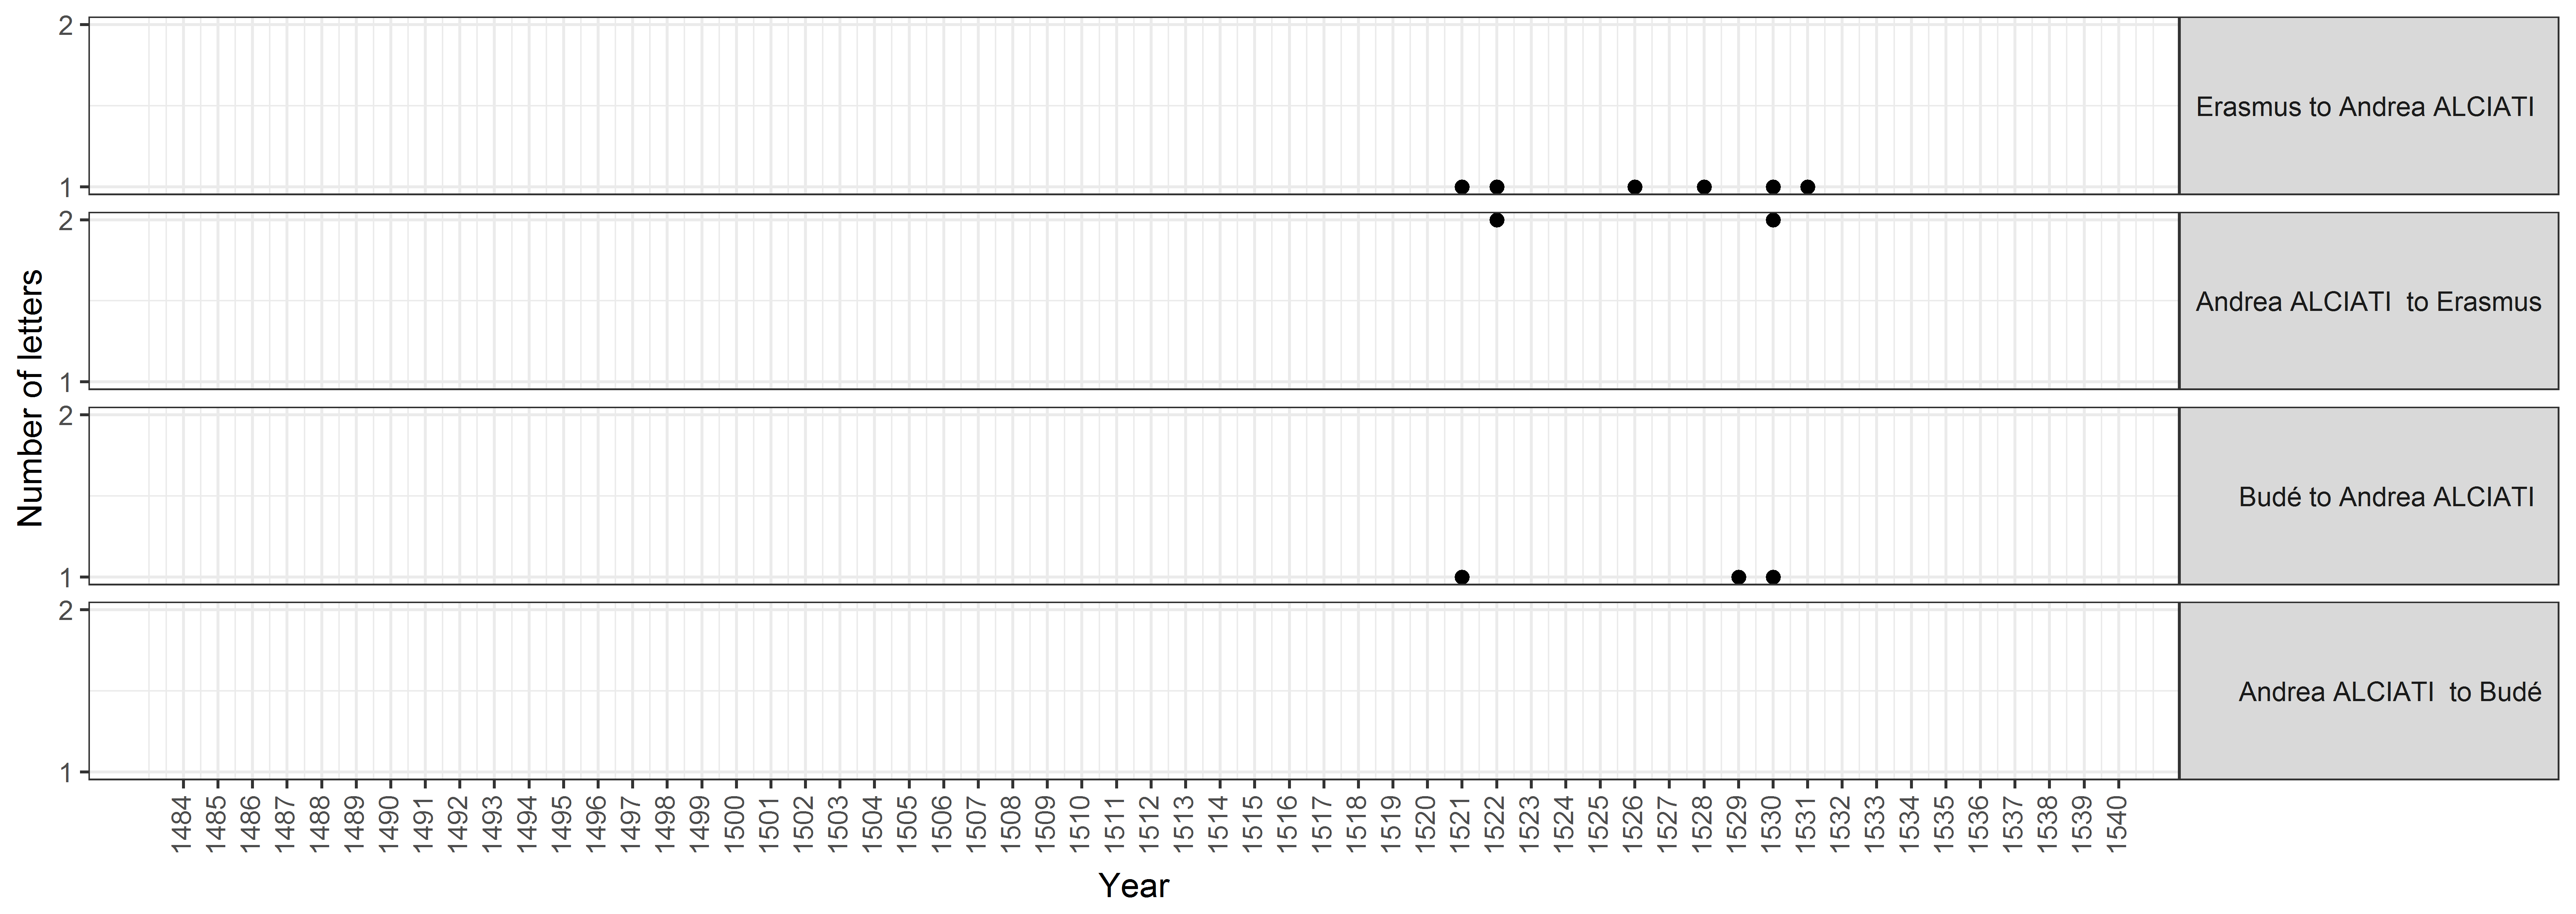 Number of letters
2
1
Erasmus to Andrea ALCIATI
2
1
Andrea ALCIATI  to Erasmus
2
1
Budé to Andrea ALCIATI
2
1
Andrea ALCIATI  to Budé
1484 1485 1486 1487 1488 1489 1490 1491 1492 1493 1494 1495 1496 1497 1498 1499 1500 1501 1502 1503 1504 1505 1506 1507 1508 1509 1510 1511 1512 1513 1514 1515 1516 1517 1518 1519 1520 1521 1522 1523 1524 1525 1526 1527 1528 1529 1530 1531 1532 1533 1534 1535 1536 1537 1538 1539 1540
Year